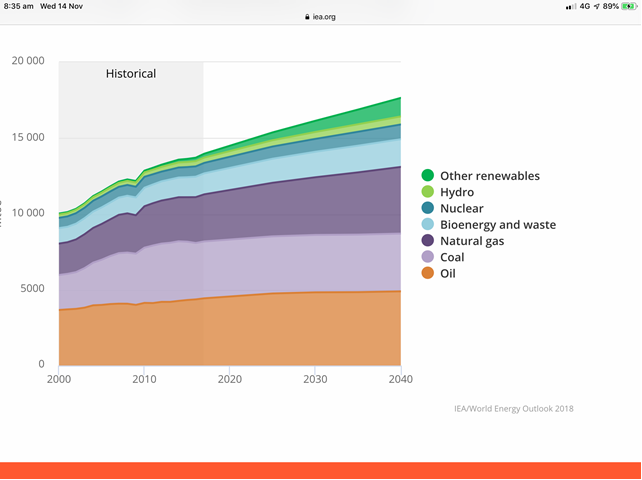 8:35 am Wed 14 Nov
4G 89%
iea.org
20 000
Historical
15 000
10 000
5000
0
2000 2010 2020 2030 2040
Other renewables
Hydro
Nuclear
Bioenergy and waste
Natural gas
Coal
Oil
IEA/World Energy Outlook 2018